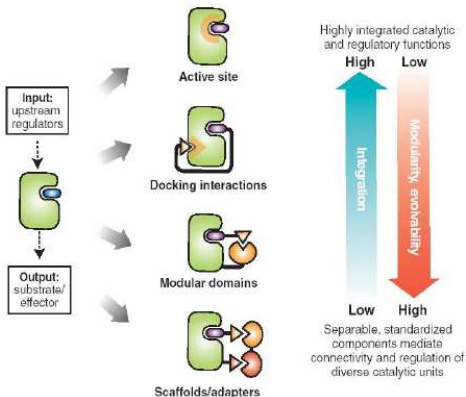 Input:
upstream
regulators
Output:
substrate/
effector
Active site
Docking interactions
Modular domains
Scaffolds/adapters
Highly integrated catalytic
and regulatory functions
High Low
Integration
Modularity, evolvability
Low High
Separable, standardized
components mediate
connectivity and regulation of
diverse catalytic units